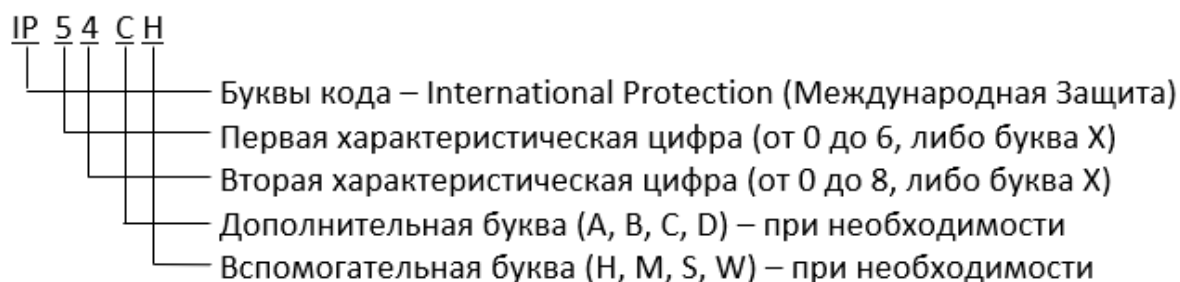 IP 5 4 C H
Буквы кода – International Protection (Международная Защита)
Первая характеристическая цифра (от 0 до 6, либо буква X)
Вторая характеристическая цифра (от 0 до 8, либо буква X)
Дополнительная буква (A, B, C, D) – при необходимости
Вспомогательная буква (H, M, S, W) – при необходимости